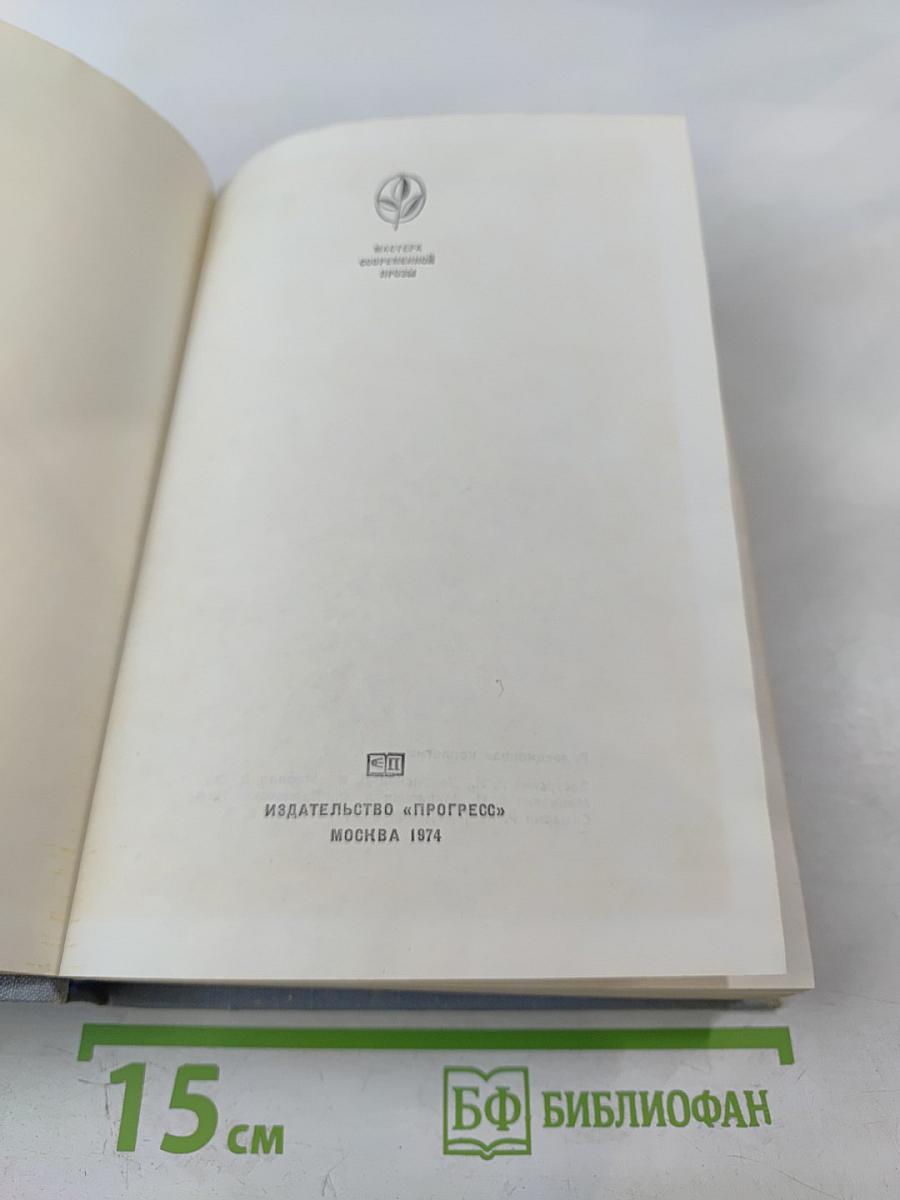 МАСТЕРА
СОВРЕМЕННОЙ
ПРОЗЫ
ИЗДАТЕЛЬСТВО «ПРОГРЕСС»
МОСКВА 1974
15 см
БФ БИБЛИОФАН